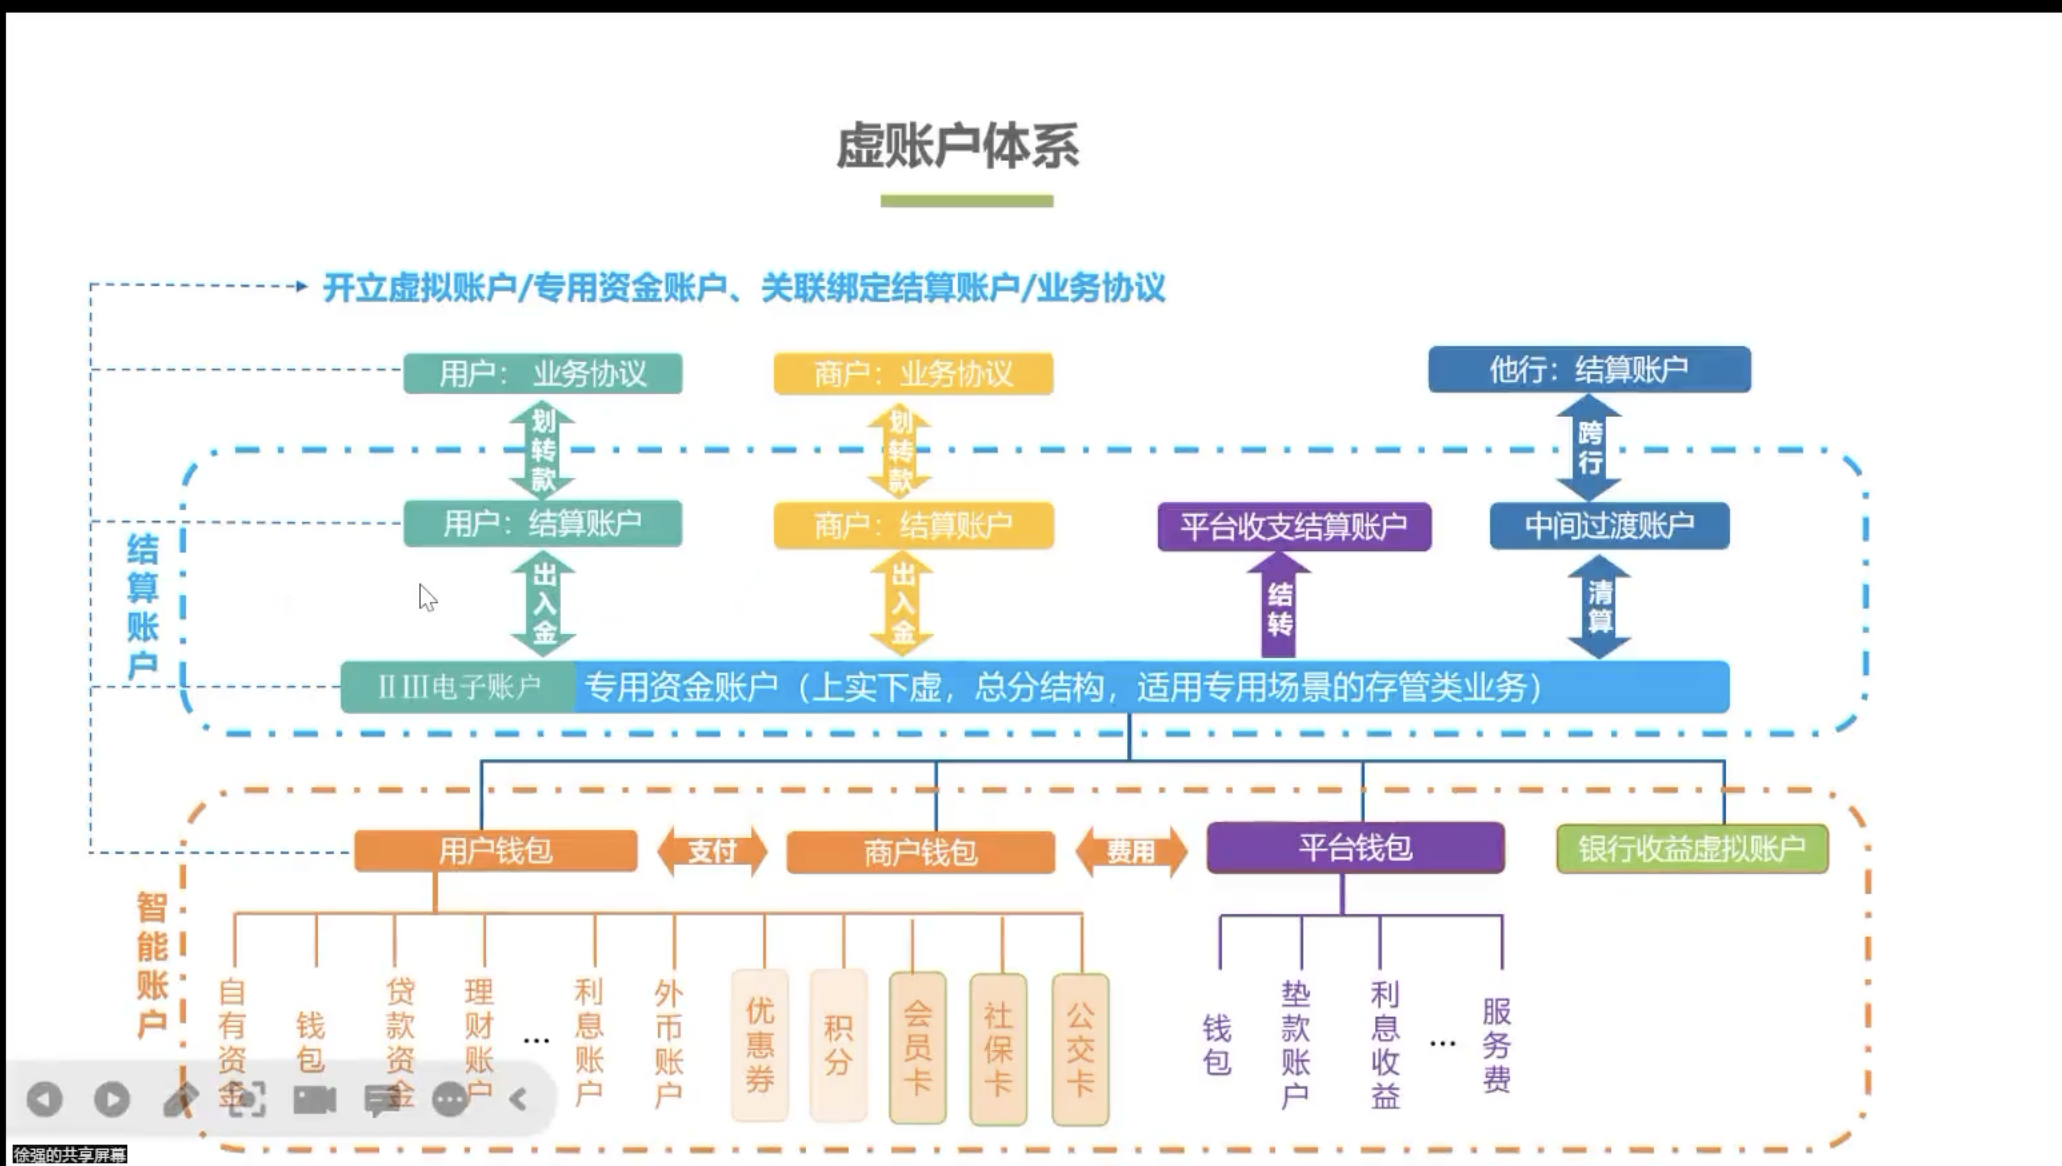 虚账户体系
开立虚拟账户/专用资金账户、关联绑定结算账户/业务协议
用户： 业务协议
商户：业务协议
他行：结算账户
划转款
划转款
跨行
用户：结算账户
商户：结算账户
平台收支结算账户
中间过渡账户
结算账户
出入金
出入金
结转
清算
ⅡⅢ电子账户
专用资金账户（上实下虚，总分结构，适用专用场景的存管类业务）
用户钱包
支付
商户钱包
费用
平台钱包
银行收益虚拟账户
智能账户
自有资金
钱包
贷款资金
理财账户
...
利息账户
外币账户
优惠券
积分
会员卡
社保卡
公交卡
钱包
垫款账户
利息收益
...
服务费
徐强的共享屏幕